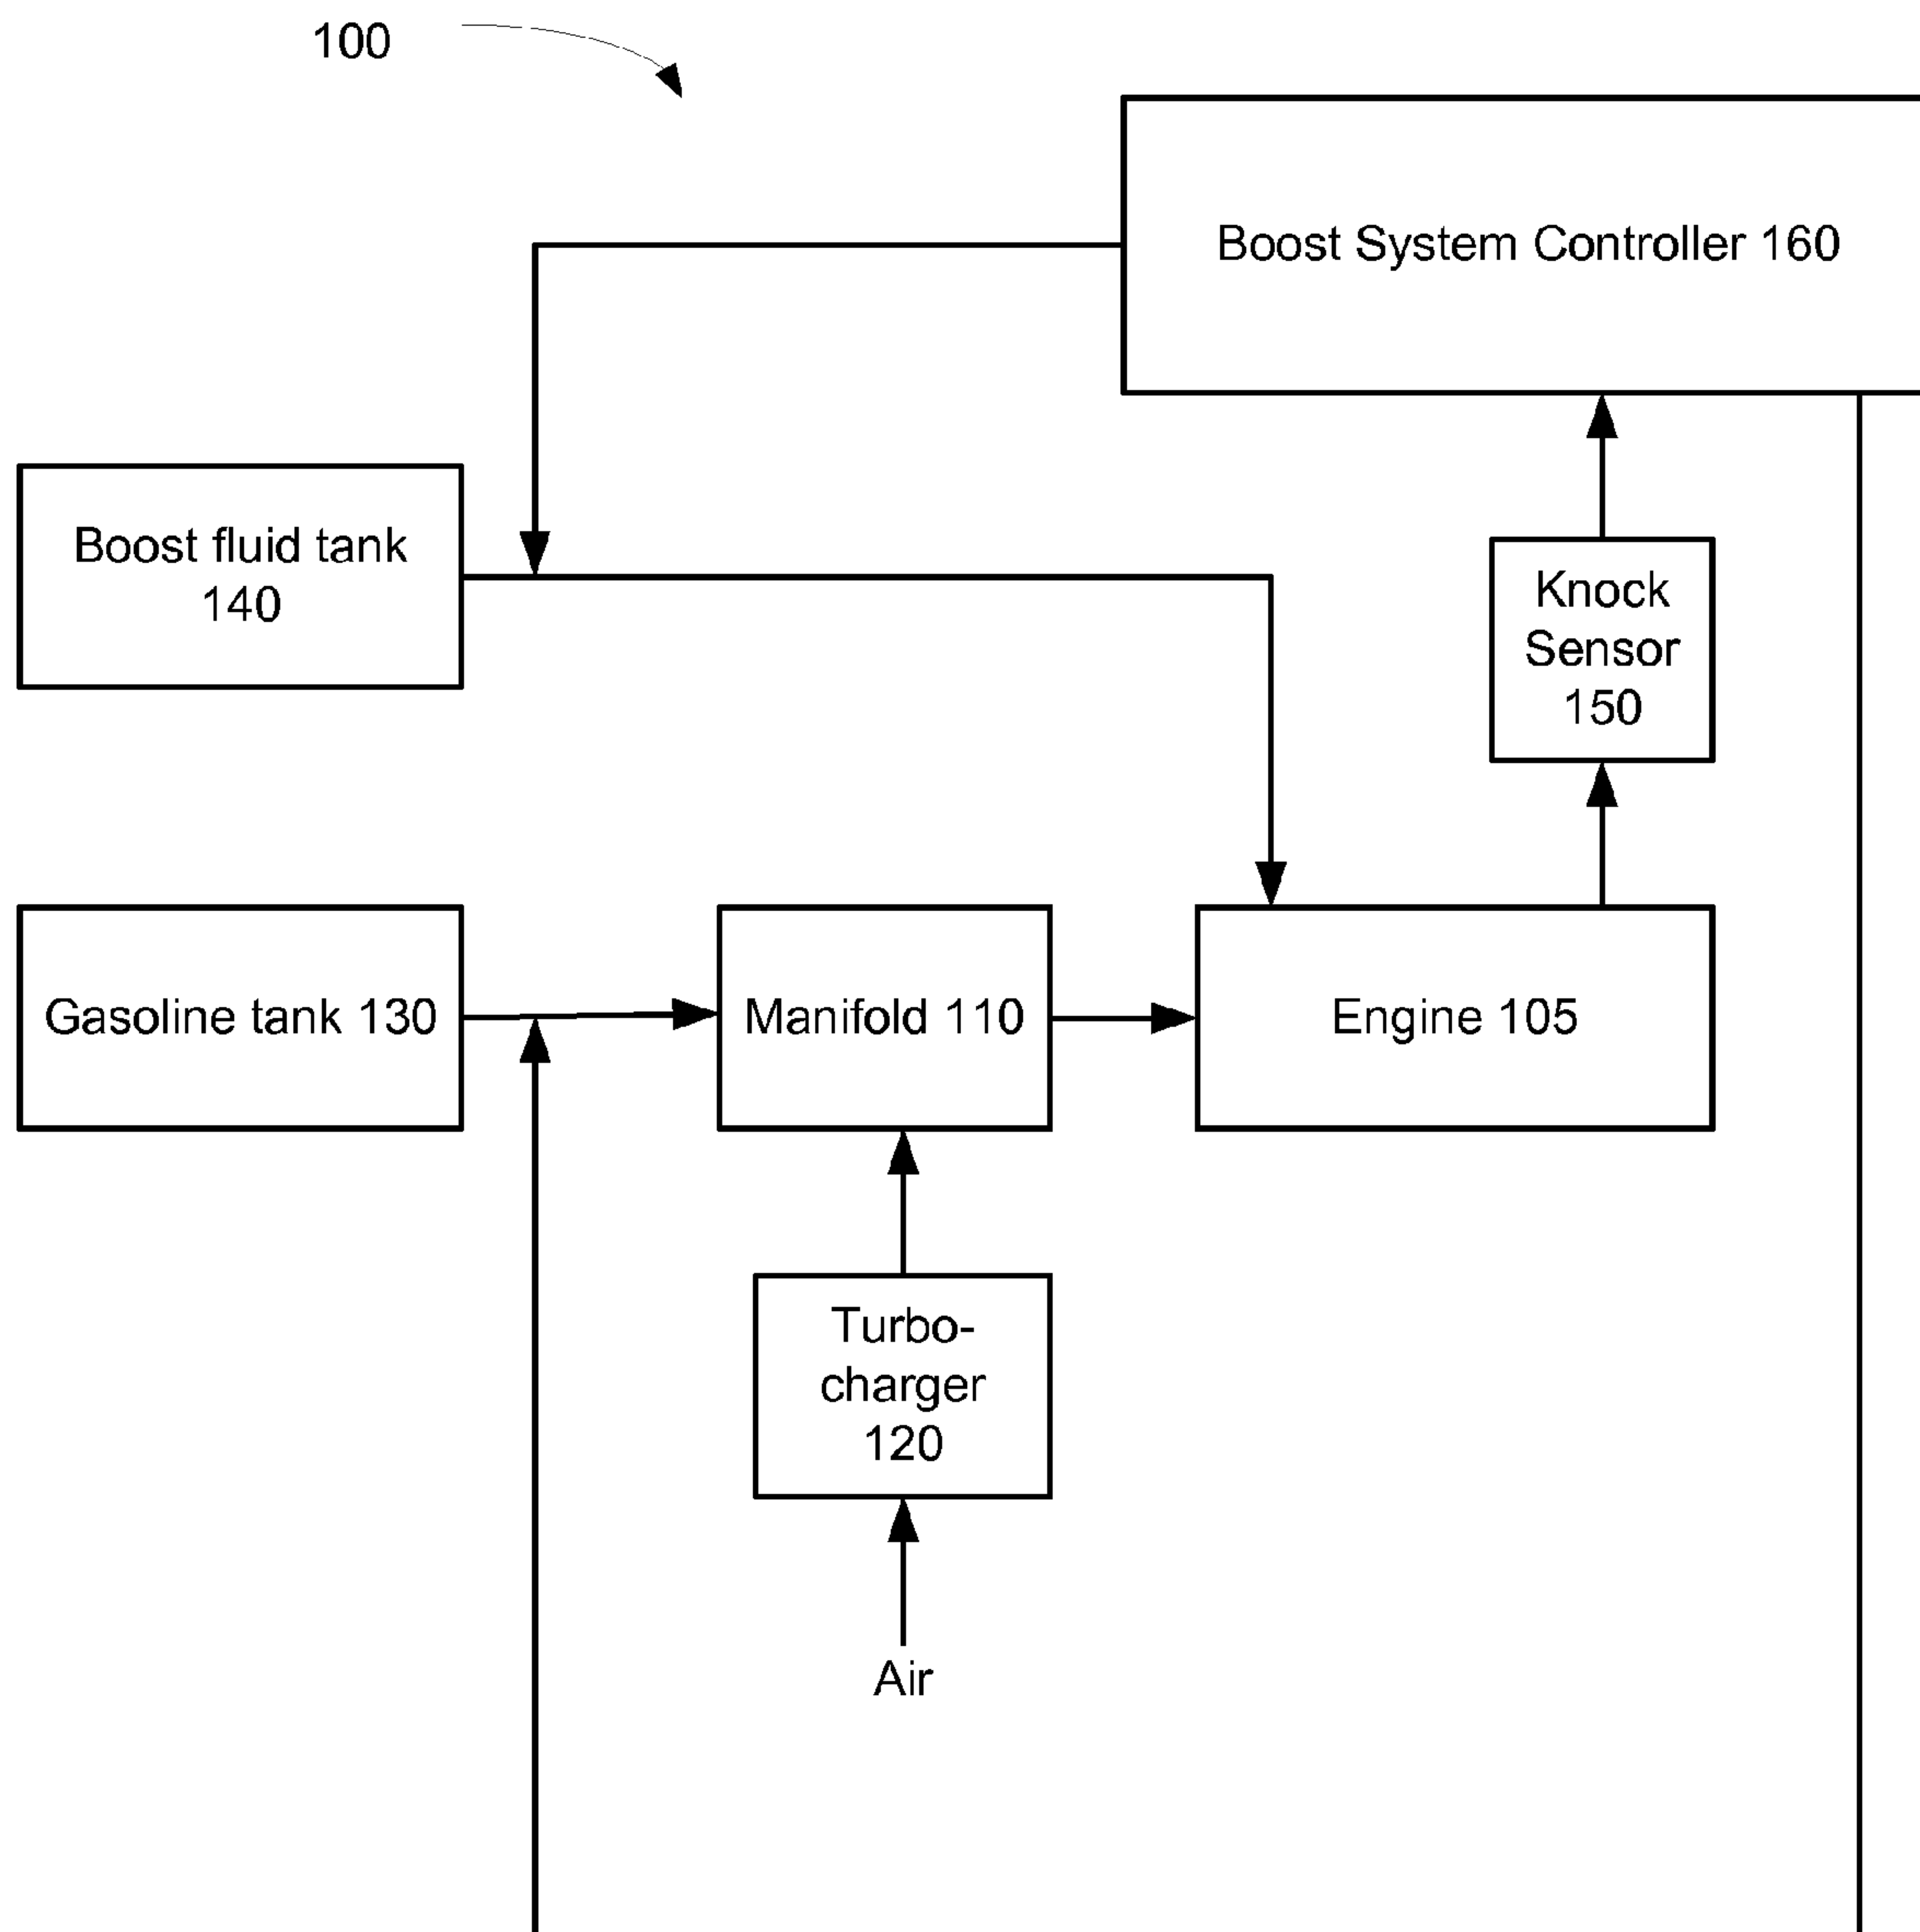 100
Boost System Controller 160
Boost fluid tank
140
Knock
Sensor
150
Gasoline tank 130
Manifold 110
Engine 105
Turbo-
charger
120
Air